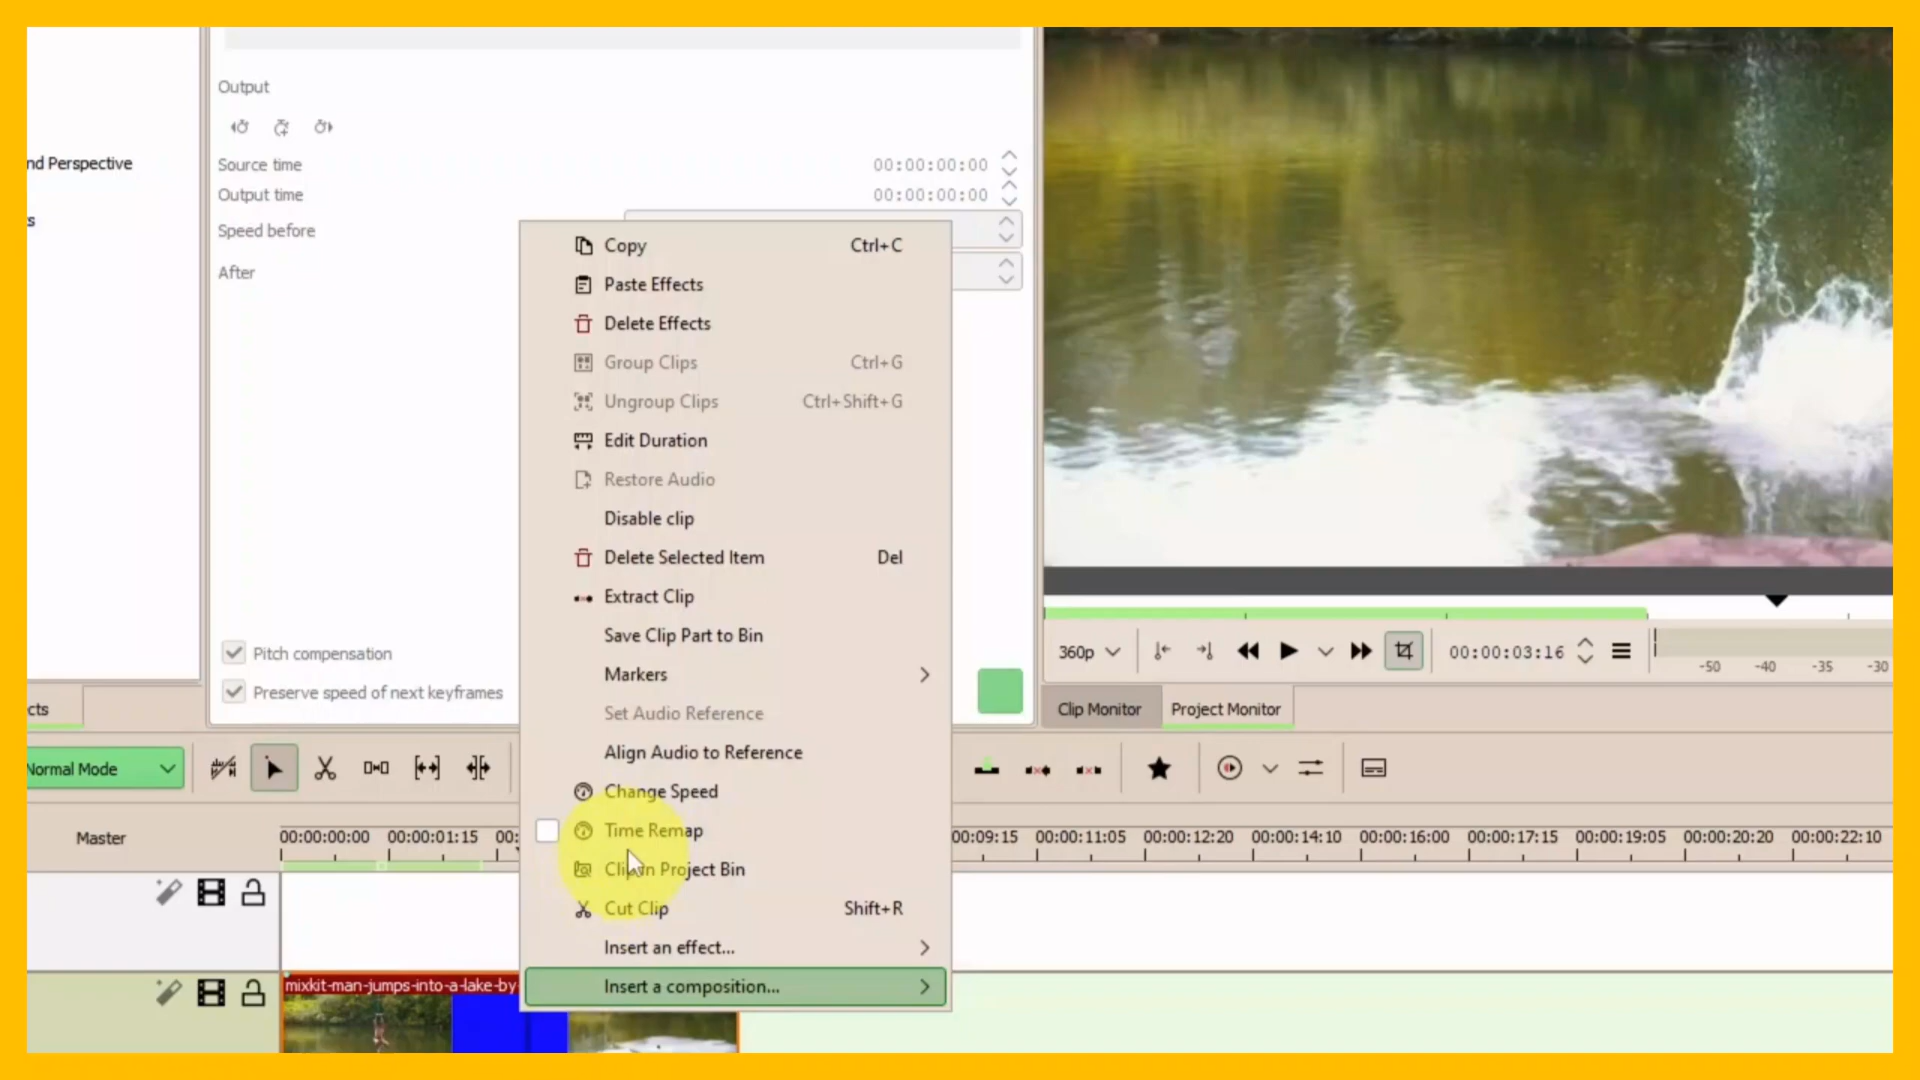 Output
nd Perspective
Source time 00:00:00:00
Output time 00:00:00:00
s
Speed before
After
Copy Ctrl+C
Paste Effects
Delete Effects
Group Clips Ctrl+G
Ungroup Clips Ctrl+Shift+G
Edit Duration
Restore Audio
Disable clip
Delete Selected Item Del
Extract Clip
Save Clip Part to Bin
Markers
Set Audio Reference
Align Audio to Reference
Change Speed
Time Remap
Clip in Project Bin
Cut Clip Shift+R
Insert an effect...
Insert a composition...
Pitch compensation
Preserve speed of next keyframes
360p 00:00:03:16
-50 -40 -35 -30
cts
Clip Monitor Project Monitor
Normal Mode
Master 00:00:00:00 00:00:01:15 00: 00:09:15 00:00:11:05 00:00:12:20 00:00:14:10 00:00:16:00 00:00:17:15 00:00:19:05 00:00:20:20 00:00:22:10
mixkit-man-jumps-into-a-lake-by-